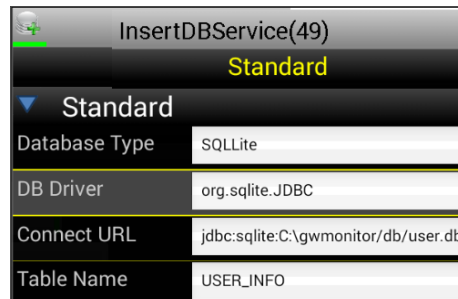 InsertDBService(49)
Standard
Standard
Database Type SQLLite
DB Driver org.sqlite.JDBC
Connect URL jdbc:sqlite:C:\gwmonitor/db/user.db
Table Name USER_INFO